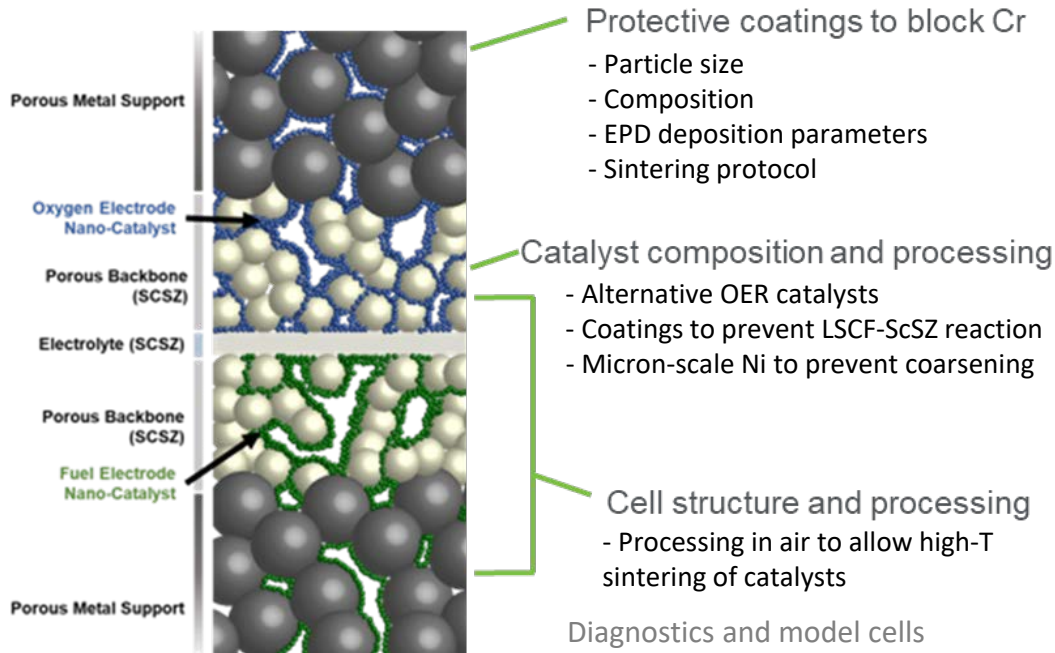 Protective coatings to block Cr
- Particle size
- Composition
- EPD deposition parameters
- Sintering protocol
Porous Metal Support
Oxygen Electrode
Nano-Catalyst
Porous Backbone
(SCSZ)
Electrolyte (SCSZ)
Porous Backbone
(SCSZ)
Fuel Electrode
Nano-Catalyst
Porous Metal Support
Catalyst composition and processing
- Alternative OER catalysts
- Coatings to prevent LSCF-ScSZ reaction
- Micron-scale Ni to prevent coarsening
Cell structure and processing
- Processing in air to allow high-T
sintering of catalysts
Diagnostics and model cells